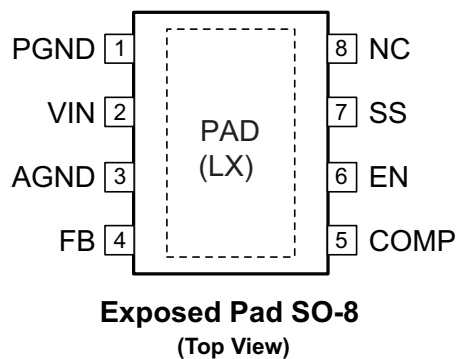 PGND 1 8 NC
VIN 2 7 SS
PAD
(LX)
AGND 3 6 EN
FB 4 5 COMP
Exposed Pad SO-8
(Top View)